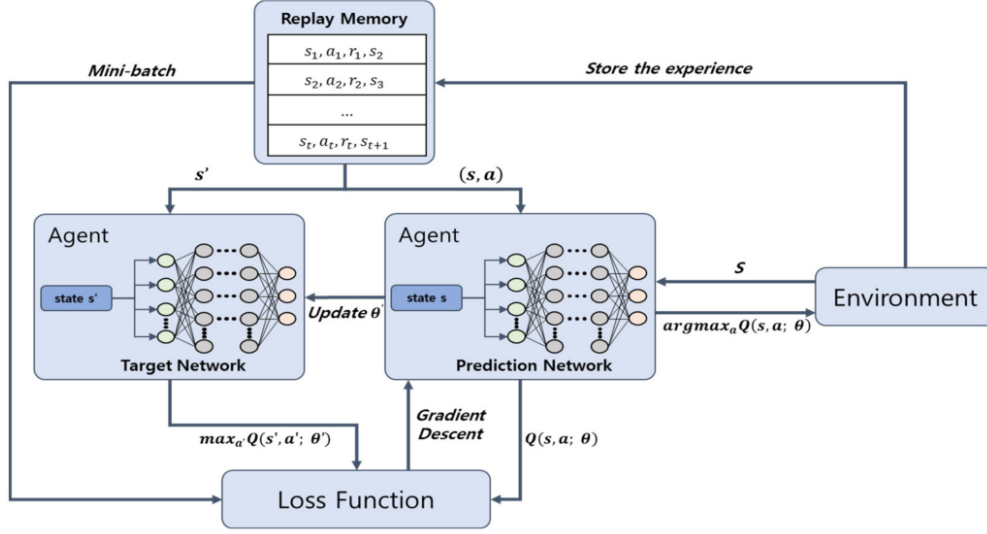 Replay Memory
s₁, a₁, r₁, s₂
s₂, a₂, r₂, s₃
...
sₜ, aₜ, rₜ, sₜ₊₁
Mini-batch
Store the experience
s'
(s, a)
Agent
state s'
Target Network
Update θ'
Agent
state s
Prediction Network
S
argmaxₐQ(s, a; θ)
Environment
maxₐ'Q(s', a'; θ')
Gradient
Descent
Q(s, a; θ)
Loss Function